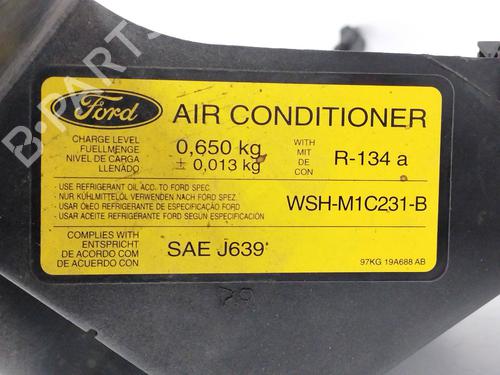 Ford
AIR CONDITIONER
CHARGE LEVEL
FUELLMENGE
NIVEL DE CARGA
LLENADO
0,650 kg
± 0,013 kg
WITH
MIT
DE
CON
R-134 a
- USE REFRIGERANT OIL ACC. TO FORD SPEC
- NUR KÜHLMITTELÖL VERWENDEN NACH FORD SPEZ
- USAR ÓLEO REFRIGERANTE DE ESPECIFICAÇÃO FORD
- USAR ACEITE REFRIGERANTE FORD SEGÚN ESPECIFICACIÓN
WSH-M1C231-B
COMPLIES WITH
ENTSPRICHT
DE ACORDO COM
DE ACUERDO CON
SAE J639
97KG 19A688 AB
B-PARTS